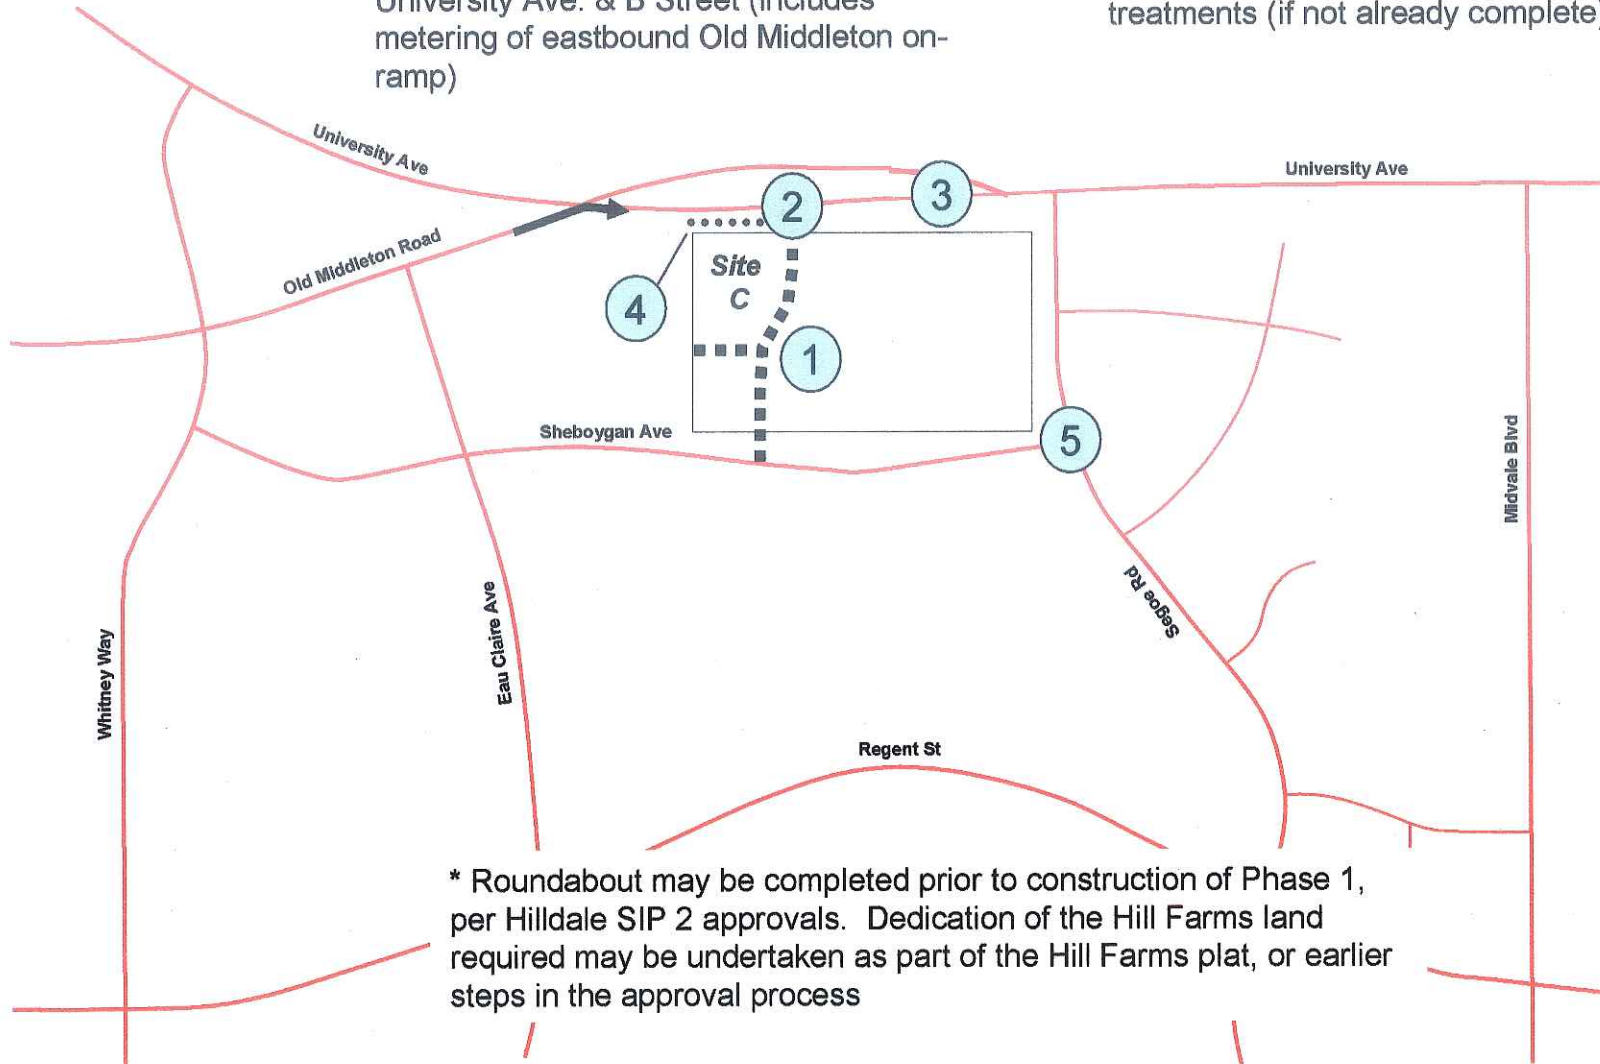 University Ave. & B Street (includes
metering of eastbound Old Middleton on-
ramp)
treatments (if not already complete)
University Ave
University Ave
3
2
Old Middleton Road
Site
C
4
1
Sheboygan Ave
5
Midvale Blvd
Segoe Rd
Eau Claire Ave
Whitney Way
Regent St
* Roundabout may be completed prior to construction of Phase 1,
per Hilldale SIP 2 approvals. Dedication of the Hill Farms land
required may be undertaken as part of the Hill Farms plat, or earlier
steps in the approval process